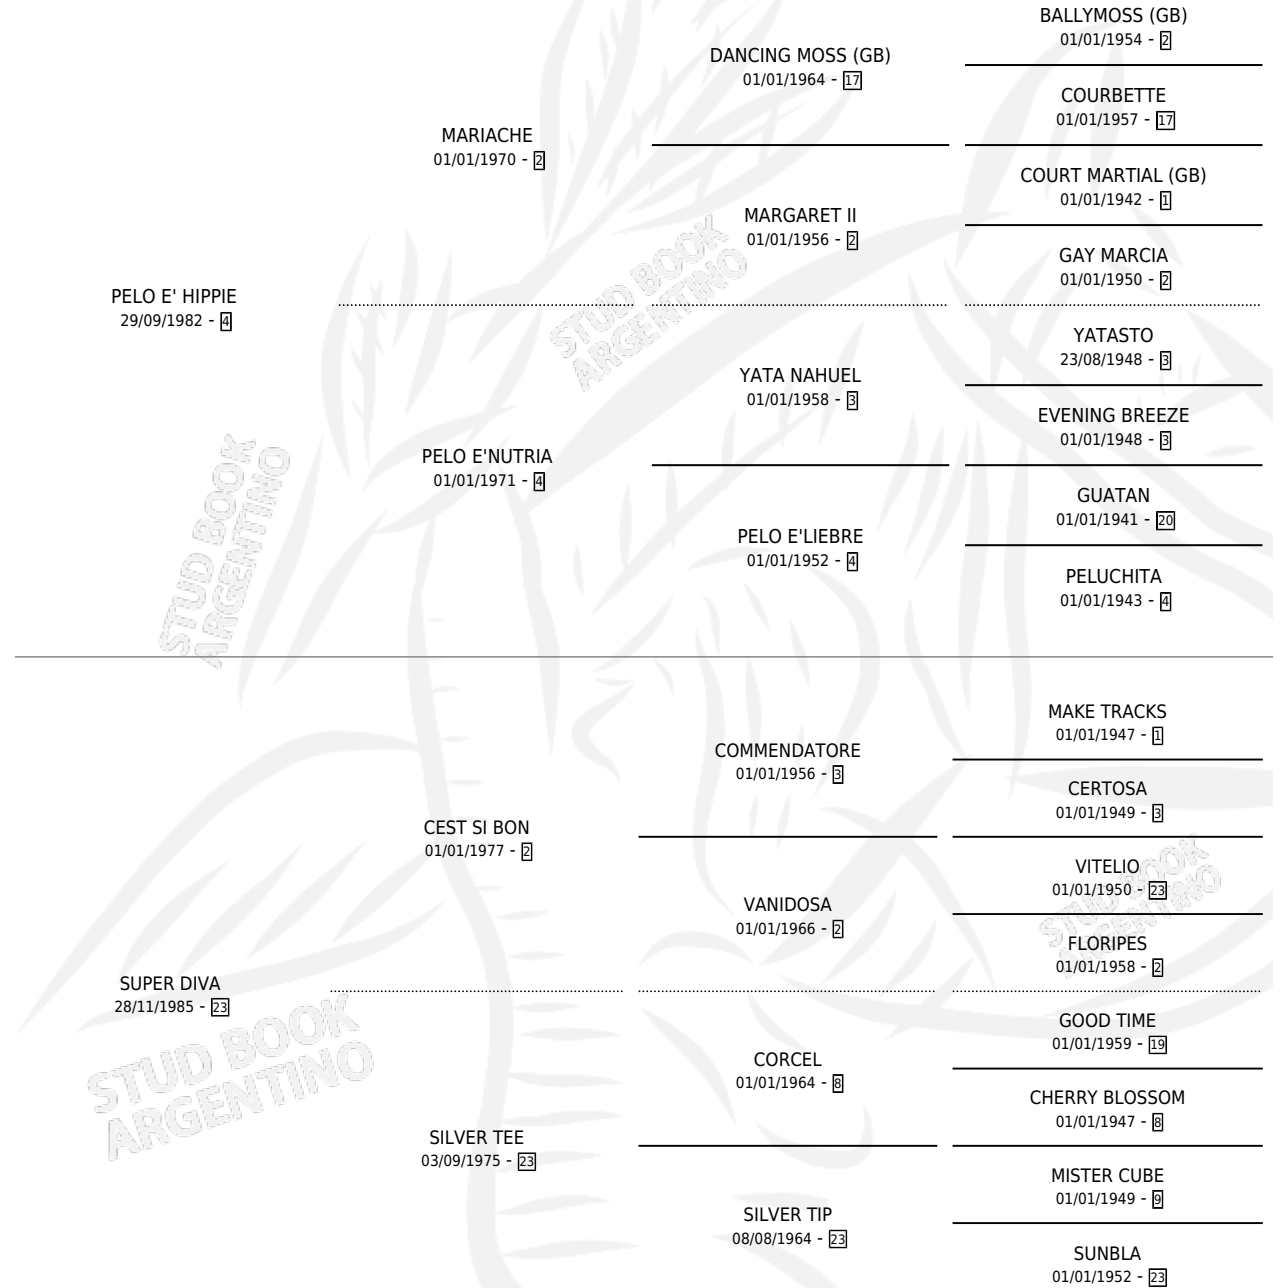 BALLYMOSS (GB)
01/01/1954 - 2
DANCING MOSS (GB)
01/01/1964 - 17
COURBETTE
01/01/1957 - 17
MARIACHE
01/01/1970 - 2
COURT MARTIAL (GB)
01/01/1942 - 1
MARGARET II
01/01/1956 - 2
GAY MARCIA
01/01/1950 - 2
PELO E' HIPPIE
29/09/1982 - 4
STUD BOOK
ARGENTINO
YATASTO
23/08/1948 - 3
YATA NAHUEL
01/01/1958 - 3
EVENING BREEZE
01/01/1948 - 3
PELO E'NUTRIA
01/01/1971 - 4
GUATAN
01/01/1941 - 20
PELO E'LIEBRE
01/01/1952 - 4
PELUCHITA
01/01/1943 - 4
STUD BOOK
ARGENTINO
MAKE TRACKS
01/01/1947 - 1
COMMENDATORE
01/01/1956 - 3
CERTOSA
01/01/1949 - 3
CEST SI BON
01/01/1977 - 2
VITELIO
01/01/1950 - 23
VANIDOSA
01/01/1966 - 2
FLORIPES
01/01/1958 - 2
STUD BOOK
ARGENTINO
SUPER DIVA
28/11/1985 - 23
GOOD TIME
01/01/1959 - 19
CORCEL
01/01/1964 - 8
CHERRY BLOSSOM
01/01/1947 - 8
STUD BOOK
ARGENTINO
SILVER TEE
03/09/1975 - 23
MISTER CUBE
01/01/1949 - 9
SILVER TIP
08/08/1964 - 23
SUNBLA
01/01/1952 - 23